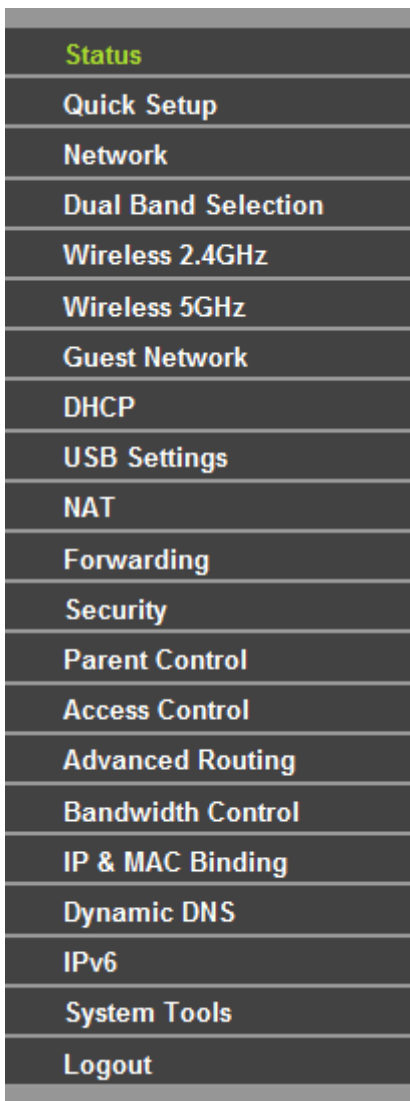 Status
Quick Setup
Network
Dual Band Selection
Wireless 2.4GHz
Wireless 5GHz
Guest Network
DHCP
USB Settings
NAT
Forwarding
Security
Parent Control
Access Control
Advanced Routing
Bandwidth Control
IP & MAC Binding
Dynamic DNS
IPv6
System Tools
Logout